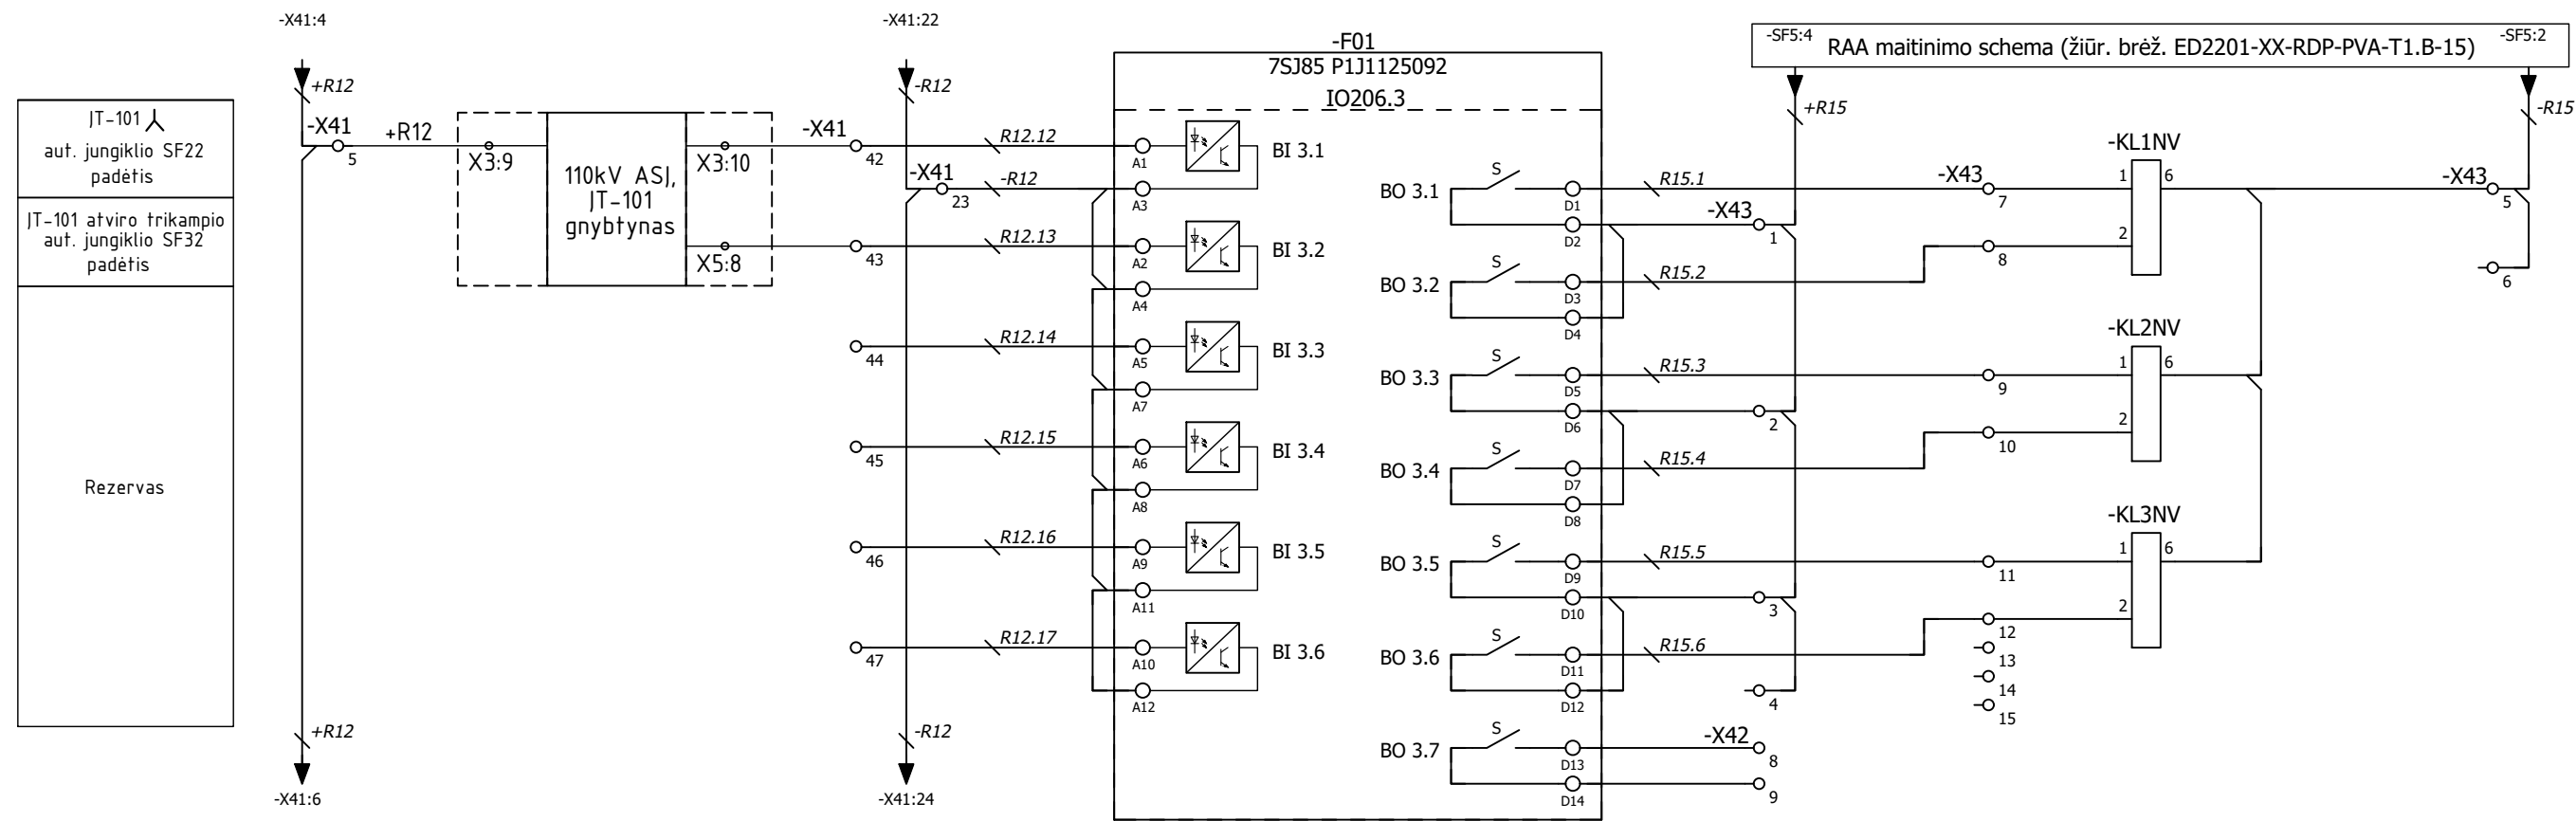 -X41:4
-X41:22
-F01
7SJ85 P1J1125092
IO206.3
-SF5:4
RAA maitinimo schema (žiūr. brėž. ED2201-XX-RDP-PVA-T1.B-15)
-SF5:2
+R12
-R12
+R15
-R15
JT-101
aut. jungiklio SF22
padėtis
JT-101 atviro trikampio
aut. jungiklio SF32
padėtis
Rezervas
-X41
5
+R12
X3:9
110kV ASJ,
JT-101
gnybtynas
X3:10
X5:8
-X41
42
-X41
23
43
44
45
46
47
R12.12
-R12
R12.13
R12.14
R12.15
R12.16
R12.17
A1
A3
A2
A4
A5
A7
A6
A8
A9
A11
A10
A12
BI 3.1
BI 3.2
BI 3.3
BI 3.4
BI 3.5
BI 3.6
BO 3.1
BO 3.2
BO 3.3
BO 3.4
BO 3.5
BO 3.6
BO 3.7
S
S
S
S
S
S
S
D1
D2
D3
D4
D5
D6
D7
D8
D9
D10
D11
D12
D13
D14
R15.1
R15.2
R15.3
R15.4
R15.5
R15.6
-X43
1
2
3
4
-X42
8
9
-X43
7
8
9
10
11
12
13
14
15
-KL1NV
1
6
2
-KL2NV
1
6
2
-KL3NV
1
6
2
-X43
5
6
+R12
-X41:6
-R12
-X41:24